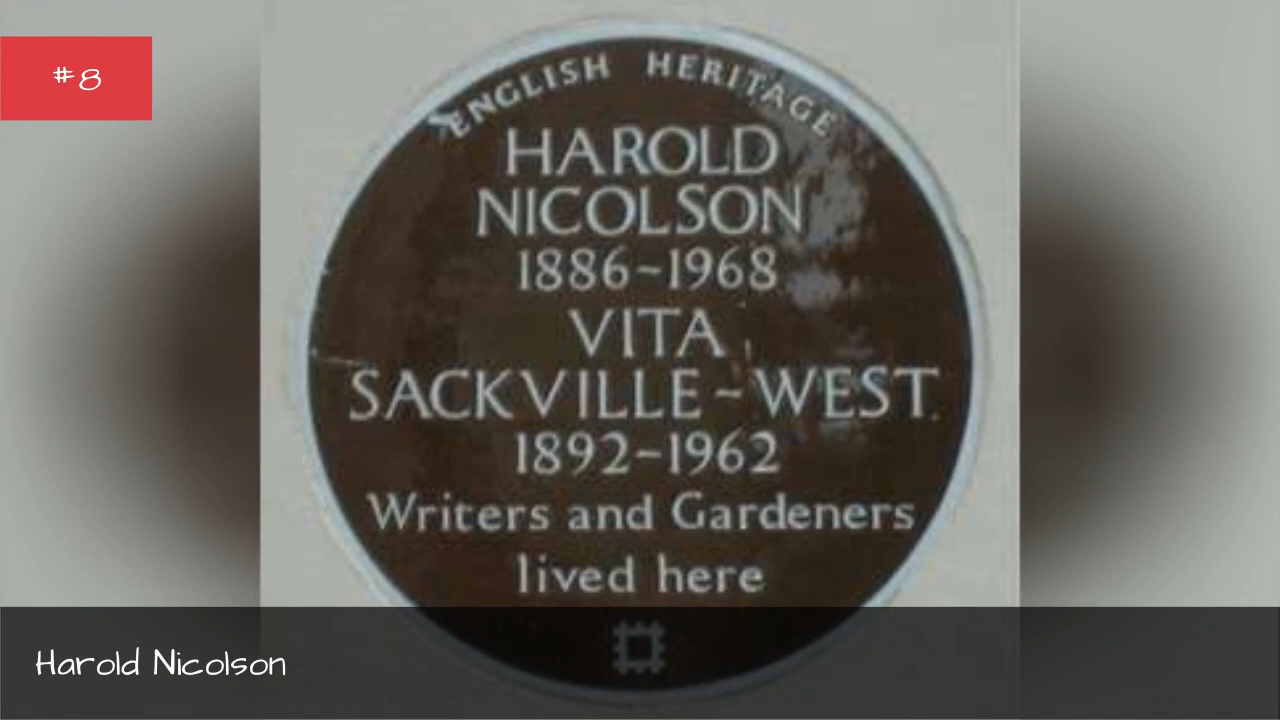 #8
ENGLISH HERITAGE
HAROLD
NICOLSON
1886~1968
VITA
SACKVILLE~WEST
1892~1962
Writers and Gardeners
lived here
Harold Nicolson